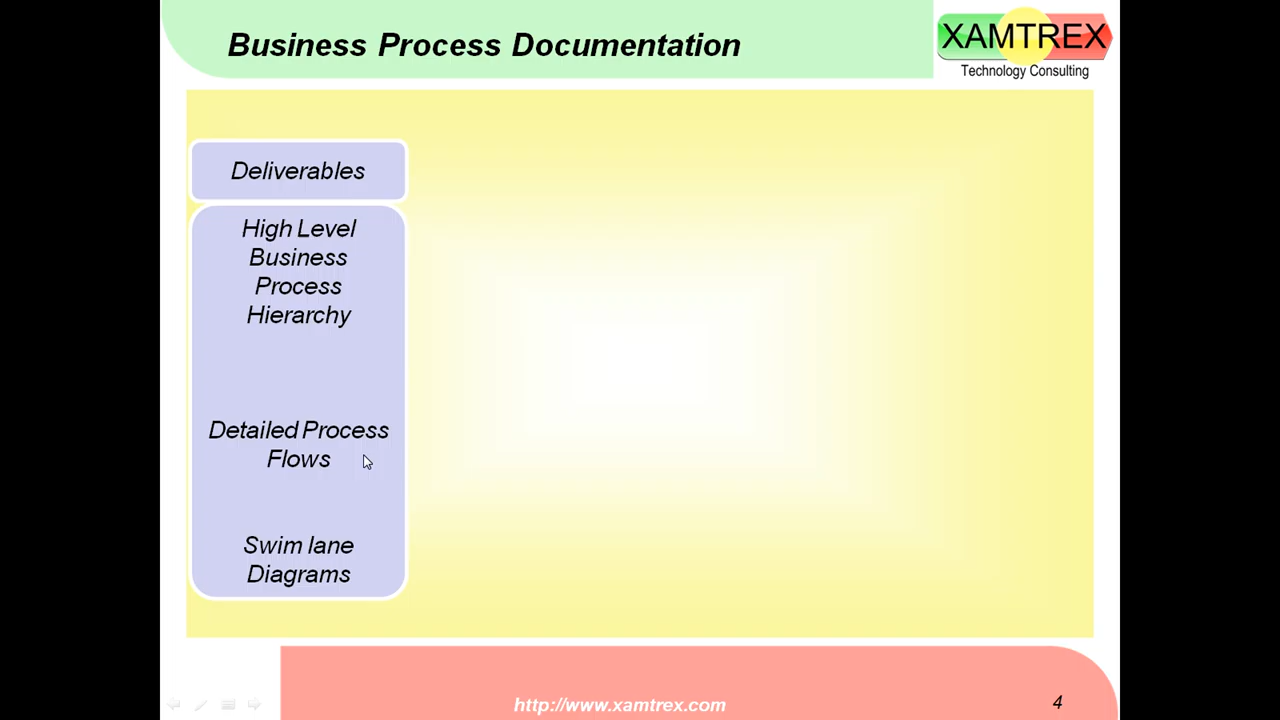 Business Process Documentation
XAMTREX
Technology Consulting
Deliverables
High Level
Business
Process
Hierarchy
Detailed Process
Flows
Swim lane
Diagrams
http://www.xamtrex.com
4